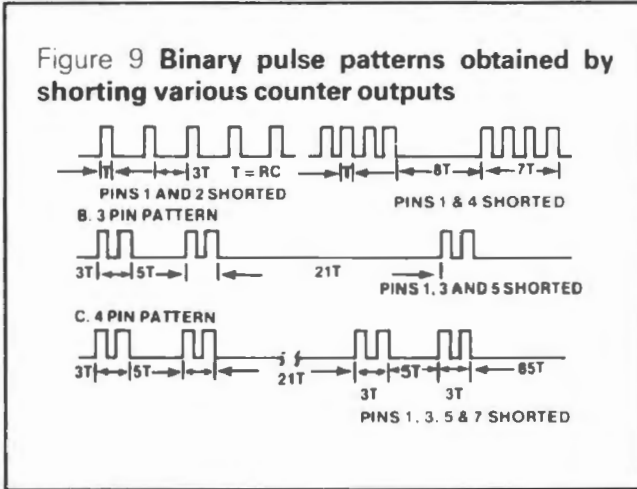 Figure 9 Binary pulse patterns obtained by
shorting various counter outputs
T 3T T = RC T 8T 7T
PINS 1 AND 2 SHORTED PINS 1 & 4 SHORTED
B. 3 PIN PATTERN
3T 5T 21T
PINS 1, 3 AND 5 SHORTED
C. 4 PIN PATTERN
3T 5T 21T 5T 85T
3T 3T
PINS 1, 3. 5 & 7 SHORTED